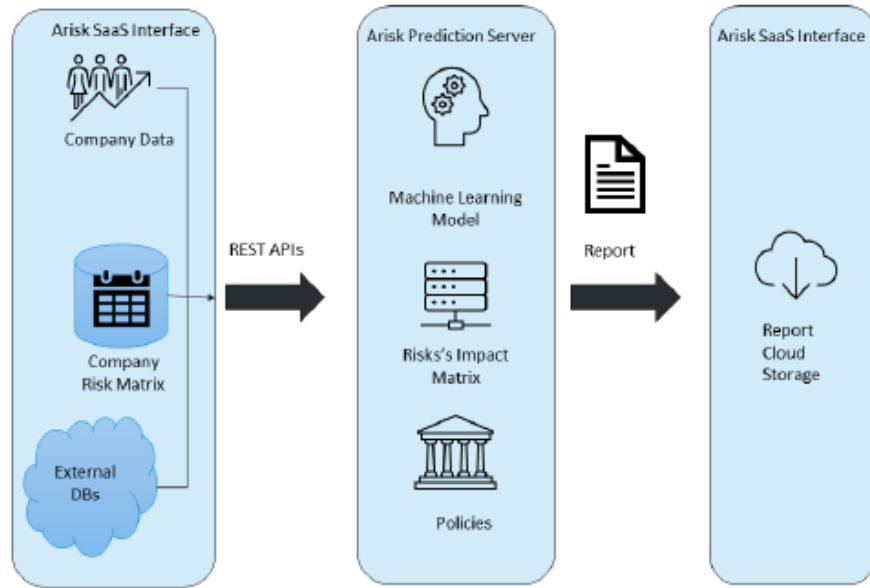 Arisk SaaS Interface
Company Data
Company
Risk Matrix
External
DBs
REST APIs
Arisk Prediction Server
Machine Learning
Model
Risks's Impact
Matrix
Policies
Report
Arisk SaaS Interface
Report
Cloud
Storage